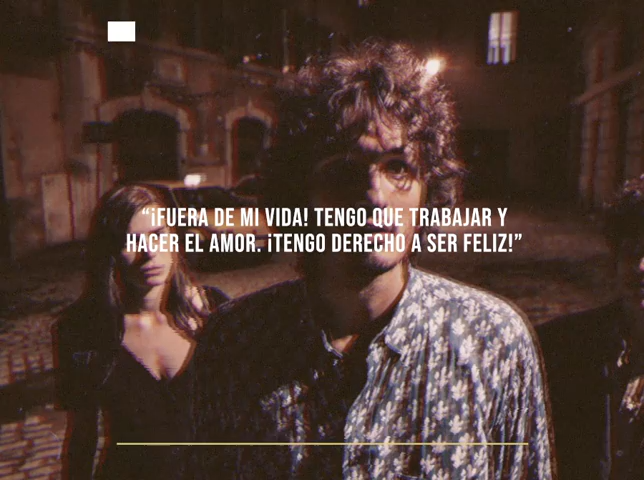 “¡FUERA DE MI VIDA! TENGO QUE TRABAJAR Y
HACER EL AMOR. ¡TENGO DERECHO A SER FELIZ!”